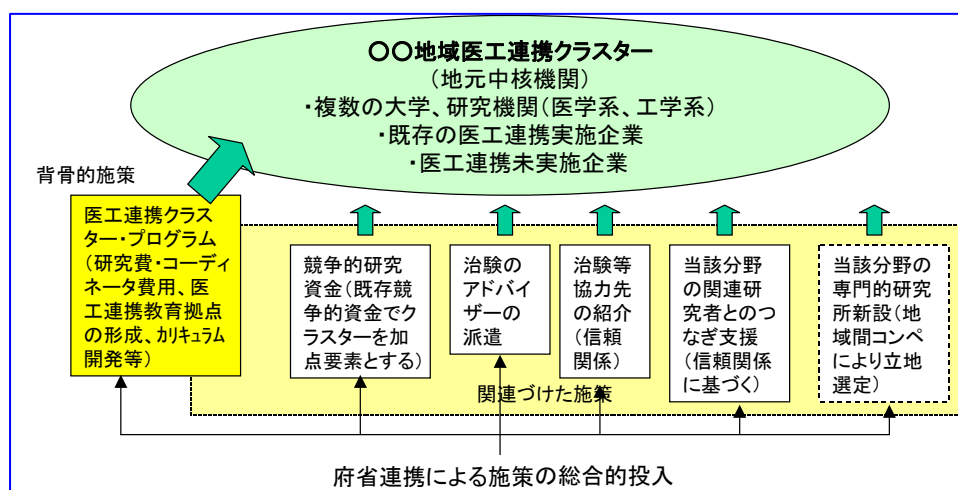 〇〇地域医工連携クラスター
（地元中核機関）
・複数の大学、研究機関（医学系、工学系）
・既存の医工連携実施企業
・医工連携未実施企業
背骨的施策
医工連携クラス
ター・プログラム
（研究費・コーディ
ネータ費用、医
工連携教育拠点
の形成、ｶﾘｷｭﾗﾑ
開発等）
競争的研究
資金（既存競
争的資金でク
ラスターを加
点要素とする）
治験の
アドバイ
ザーの
派遣
治験等
協力先
の紹介
（信頼
関係）
当該分野
の関連研
究者とのつ
なぎ支援
（信頼関係
に基づく）
当該分野の
専門的研究
所新設（地
域間コンペ
により立地
選定）
関連づけた施策
府省連携による施策の総合的投入